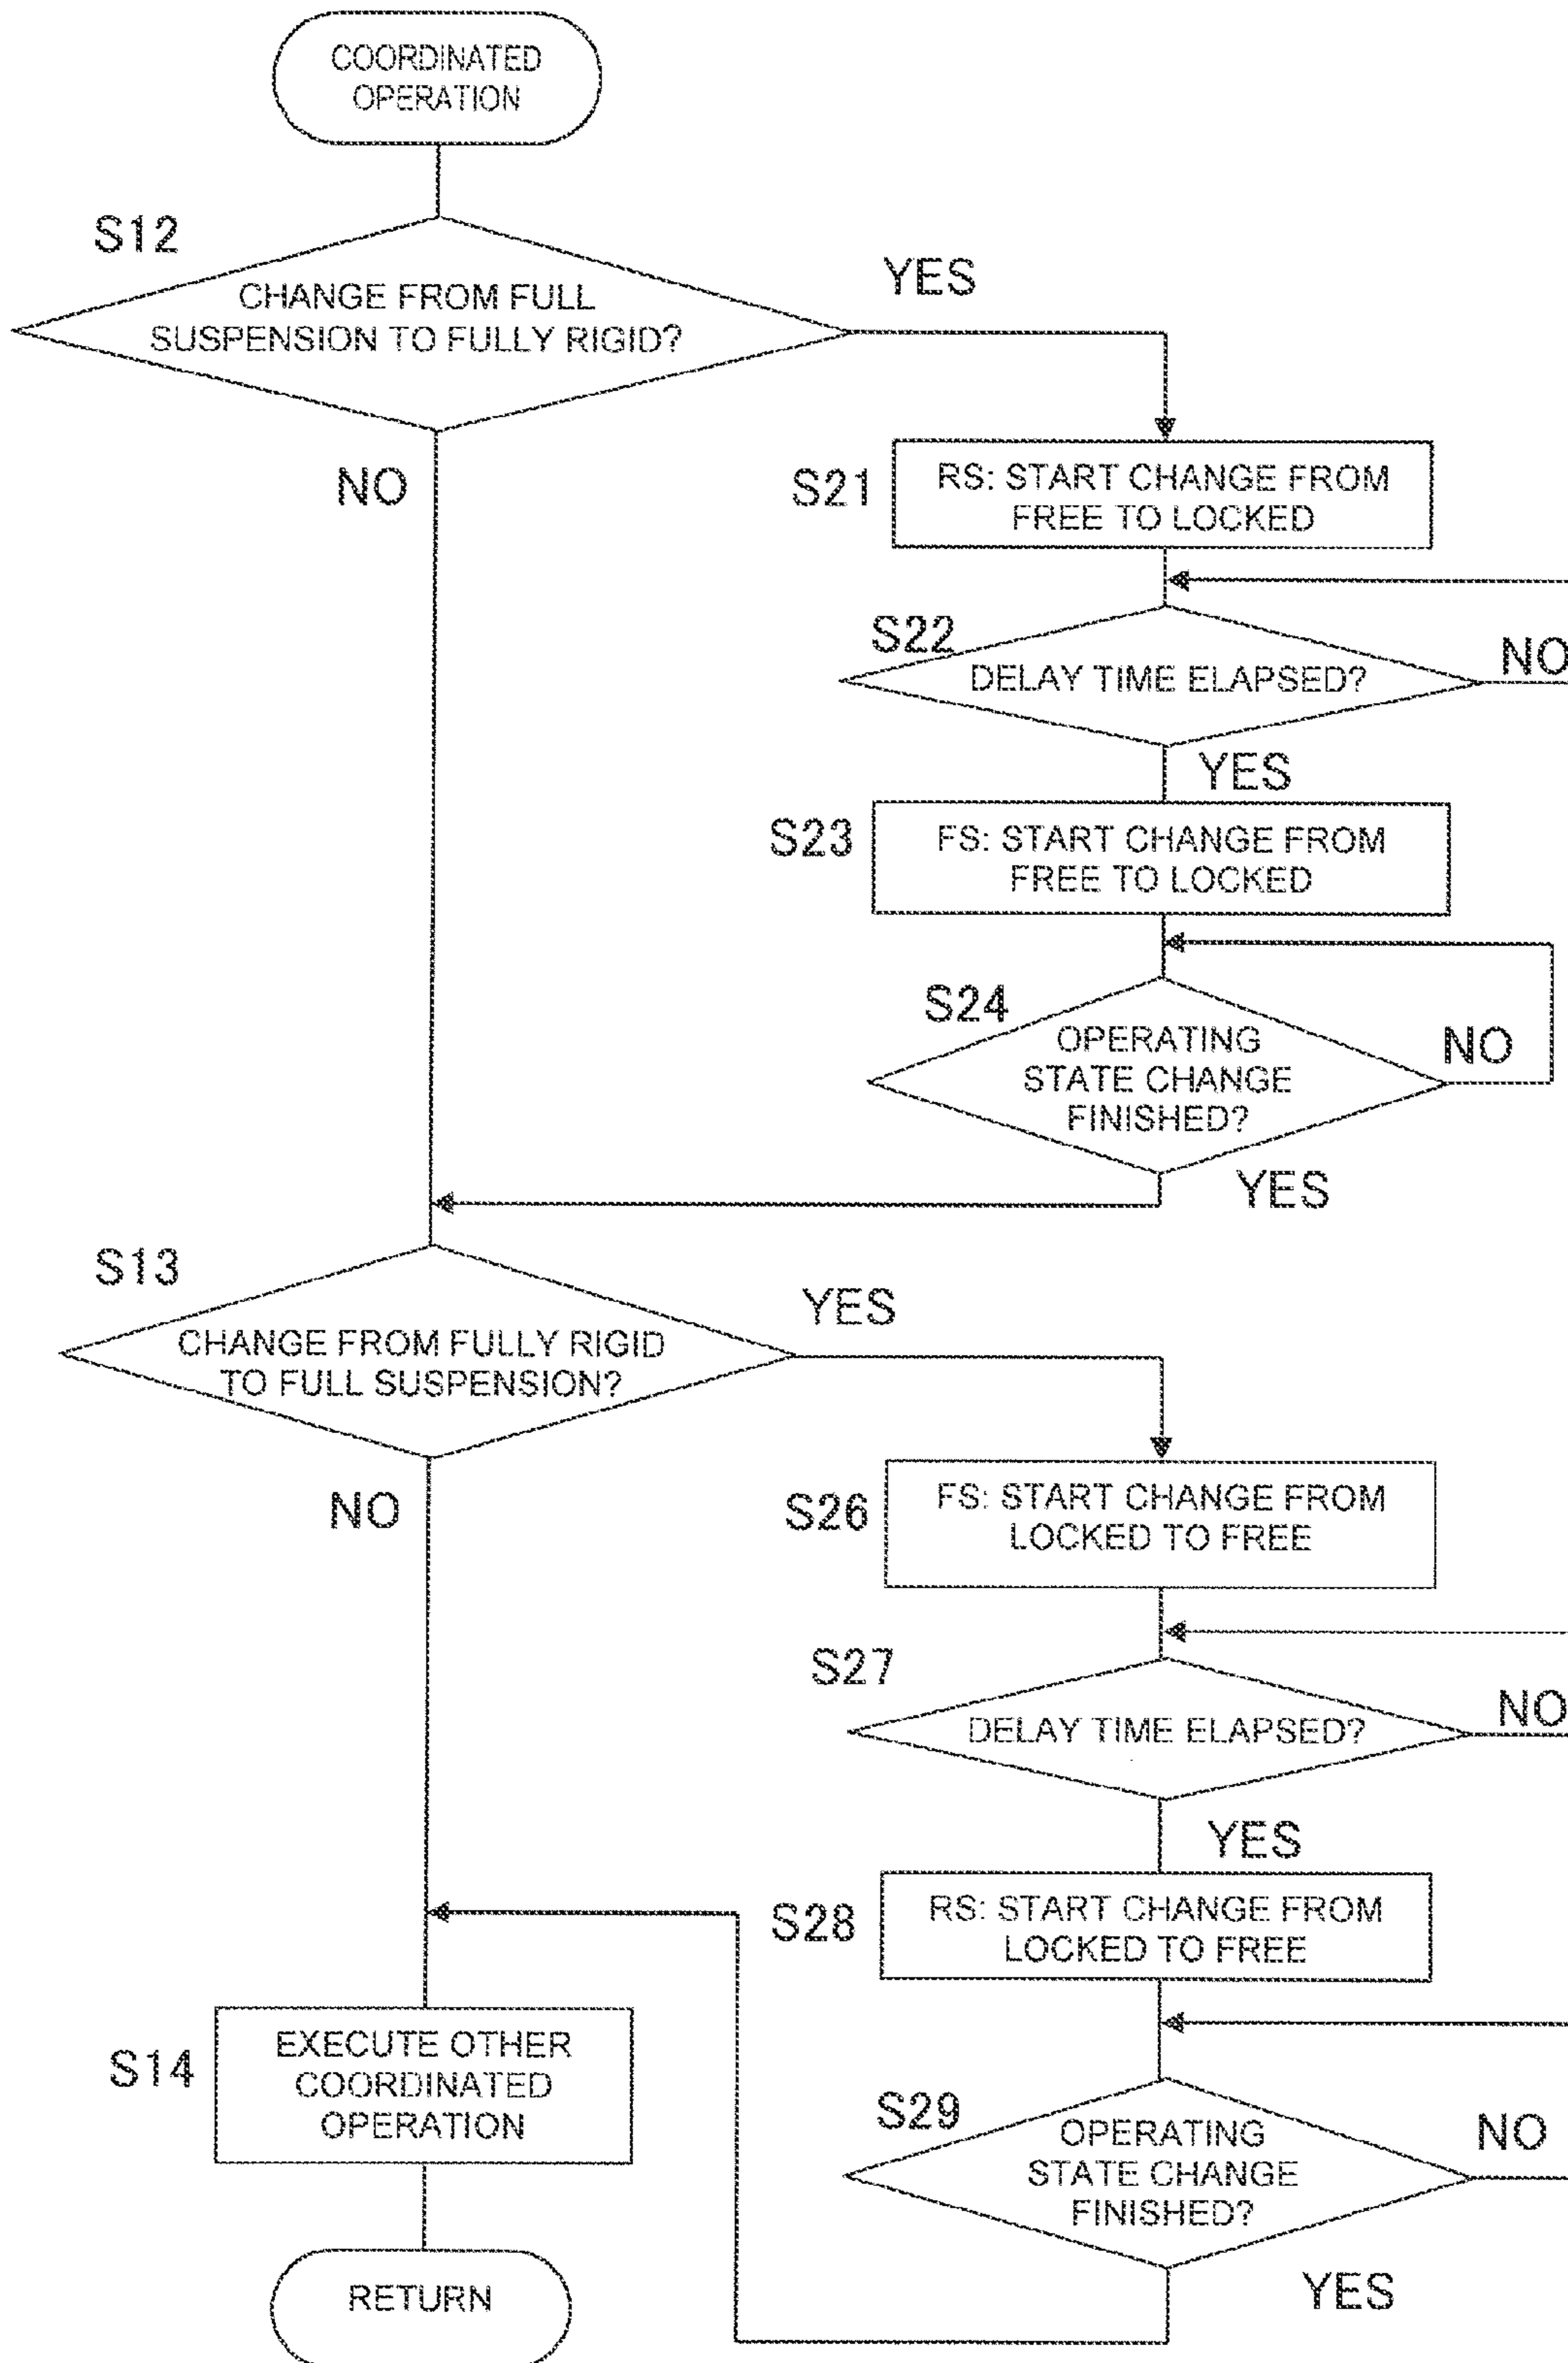 COORDINATED
OPERATION
S12
CHANGE FROM FULL
SUSPENSION TO FULLY RIGID?
YES
NO
S21
RS: START CHANGE FROM
FREE TO LOCKED
S22
DELAY TIME ELAPSED?
NO
YES
S23
FS: START CHANGE FROM
FREE TO LOCKED
S24
OPERATING
STATE CHANGE
FINISHED?
NO
YES
S13
CHANGE FROM FULLY RIGID
TO FULL SUSPENSION?
YES
NO
S26
FS: START CHANGE FROM
LOCKED TO FREE
S27
DELAY TIME ELAPSED?
NO
YES
S28
RS: START CHANGE FROM
LOCKED TO FREE
S14
EXECUTE OTHER
COORDINATED
OPERATION
S29
OPERATING
STATE CHANGE
FINISHED?
NO
YES
RETURN